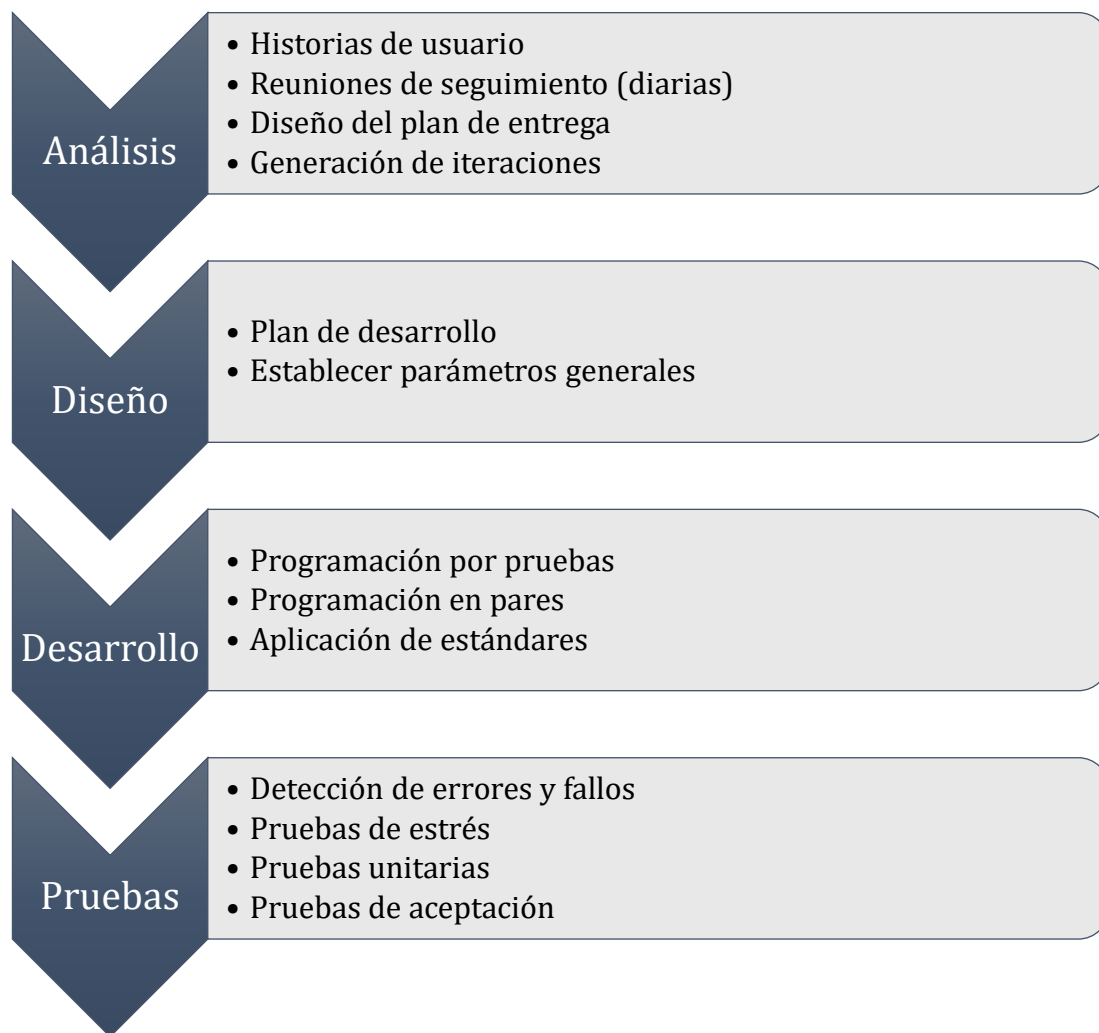 Análisis
• Historias de usuario
• Reuniones de seguimiento (diarias)
• Diseño del plan de entrega
• Generación de iteraciones
Diseño
• Plan de desarrollo
• Establecer parámetros generales
Desarrollo
• Programación por pruebas
• Programación en pares
• Aplicación de estándares
Pruebas
• Detección de errores y fallos
• Pruebas de estrés
• Pruebas unitarias
• Pruebas de aceptación